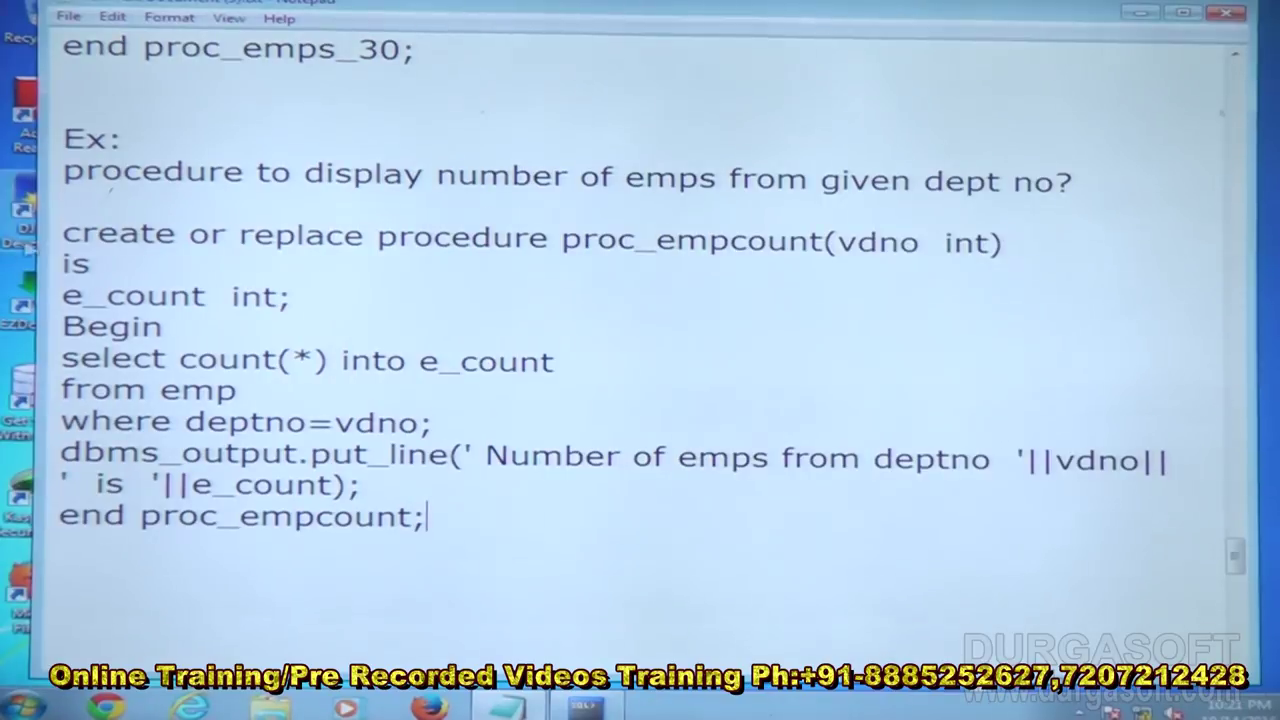 File Edit Format View Help
end proc_emps_30;
Ex:
procedure to display number of emps from given dept no?
create or replace procedure proc_empcount(vdno int)
is
e_count int;
Begin
select count(*) into e_count
from emp
where deptno=vdno;
dbms_output.put_line(' Number of emps from deptno '||vdno||
' is '||e_count);
end proc_empcount;
DURGASOFT
Online Training/Pre Recorded Videos Training Ph:+91-8885252627,7207212428
www.durgasoft.com
10:21 PM